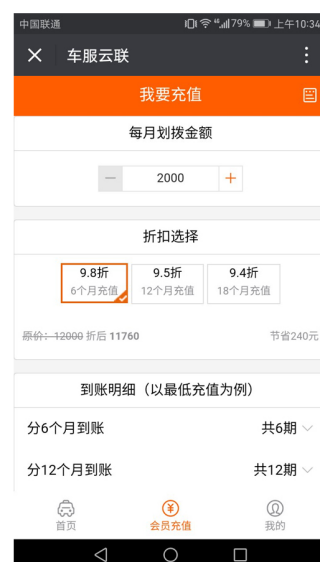 中国联通 79% 上午10:34
车服云联
我要充值
每月划拨金额
2000
折扣选择
9.8折 9.5折 9.4折
6个月充值 12个月充值 18个月充值
原价：12000 折后 11760 节省240元
到账明细（以最低充值为例）
分6个月到账 共6期
分12个月到账 共12期
首页 会员充值 我的